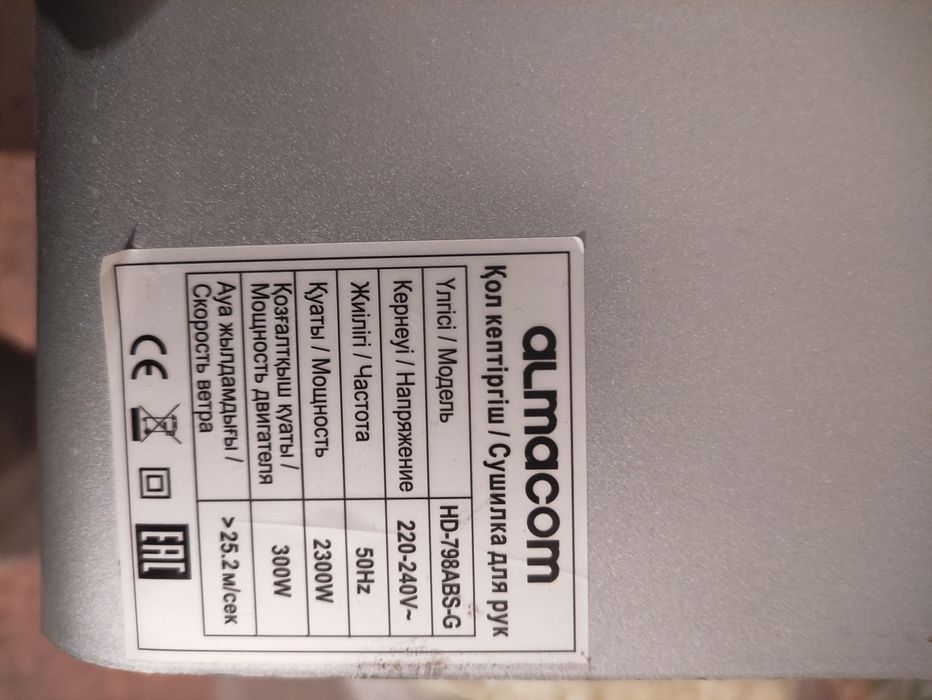 almacom
Қол кептіргіш / Сушилка для рук
Үлгісі / Модель HD-798ABS-G
Кернеуі / Напряжение 220-240V~
Жиілігі / Частота 50Hz
Қуаты / Мощность 2300W
Қозғалтқыш қуаты /
Мощность двигателя 300W
Ауа жылдамдығы /
Скорость ветра >25.2м/сек
CE EAC